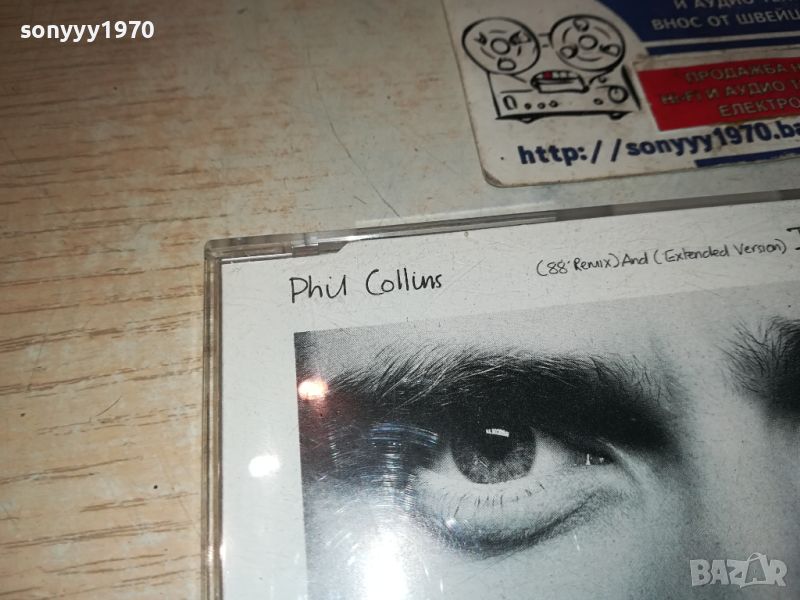 sonyyy1970
И АУДИО
ВНОС ОТ ШВЕЙЦ
ПРОДАЖБА Н
HI-FI И АУДИО Т
ЕЛЕКТРО
http://sonyyy1970.ba
Phil Collins
(88' Remix) And (Extended Version) I
BAZAR